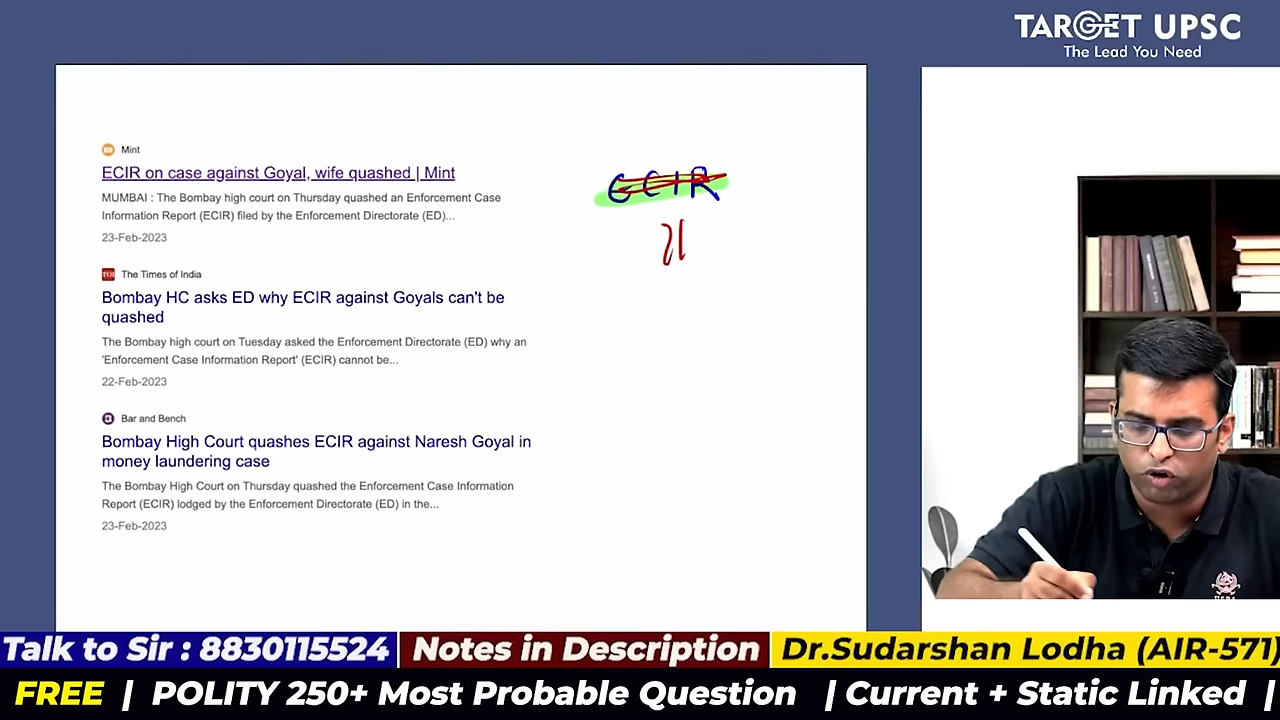 TARGET UPSC
The Lead You Need
Mint
ECIR on case against Goyal, wife quashed | Mint
MUMBAI : The Bombay high court on Thursday quashed an Enforcement Case
Information Report (ECIR) filed by the Enforcement Directorate (ED)...
23-Feb-2023
ECIR
TOI The Times of India
Bombay HC asks ED why ECIR against Goyals can't be
quashed
The Bombay high court on Tuesday asked the Enforcement Directorate (ED) why an
'Enforcement Case Information Report' (ECIR) cannot be...
22-Feb-2023
Bar and Bench
Bombay High Court quashes ECIR against Naresh Goyal in
money laundering case
The Bombay High Court on Thursday quashed the Enforcement Case Information
Report (ECIR) lodged by the Enforcement Directorate (ED) in the...
23-Feb-2023
Talk to Sir : 8830115524
Notes in Description
Dr.Sudarshan Lodha (AIR-571)
FREE | POLITY 250+ Most Probable Question | Current + Static Linked |